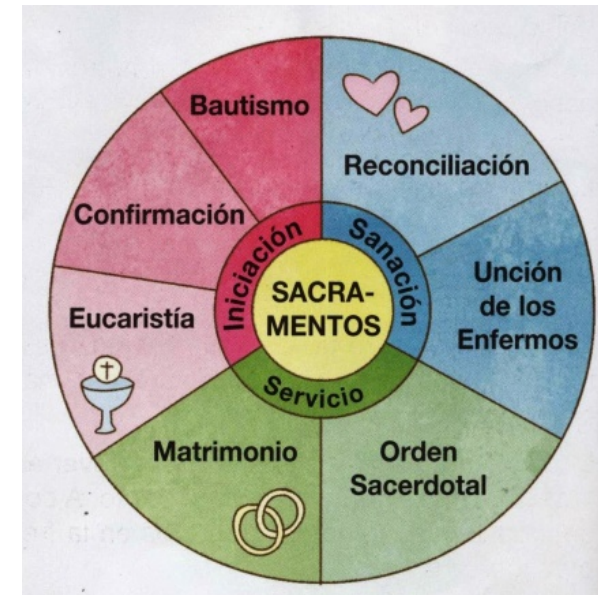 Bautismo
Reconciliación
Confirmación
Iniciación
Sanación
SACRA-
MENTOS
Unción
de los
Enfermos
Eucaristía
Servicio
Matrimonio
Orden
Sacerdotal